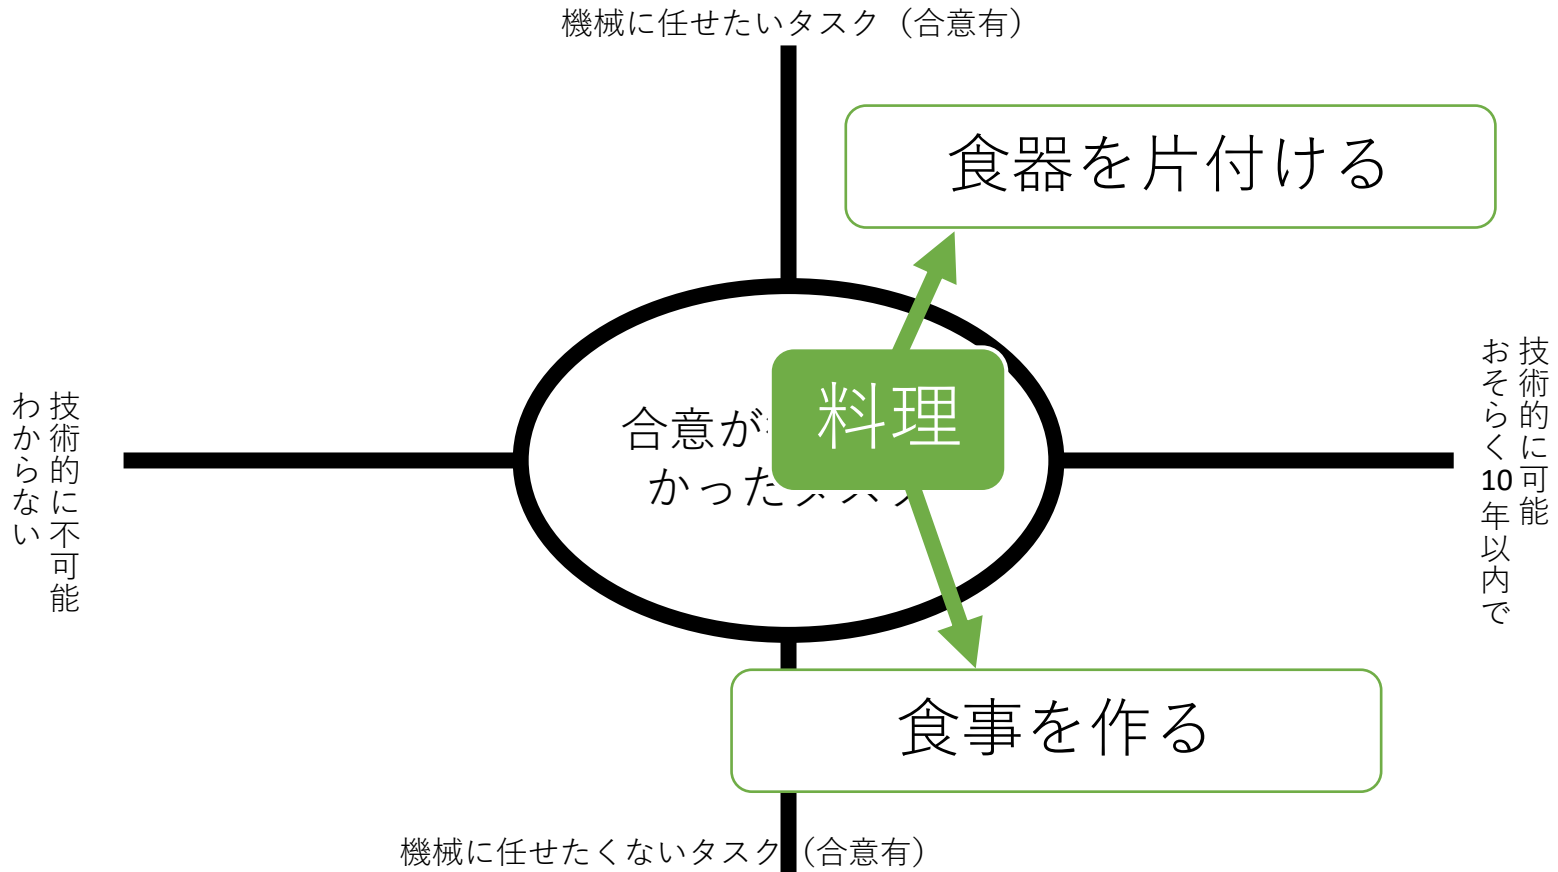 機械に任せたいタスク（合意有）
食器を片付ける
技術的に可能
おそらく10年以内で
技術的に不可能
わからない
合意が
かった
料理
食事を作る
機械に任せたくないタスク（合意有）